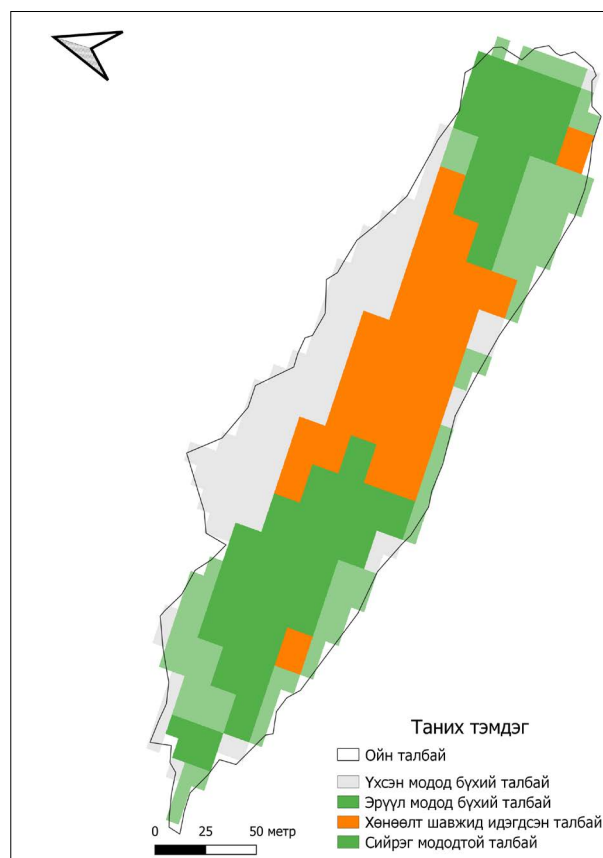 Таних тэмдэг
Ойн талбай
Үхсэн модод бүхий талбай
Эрүүл модод бүхий талбай
Хөнөөлт шавжид идэгдсэн талбай
Сийрэг мододтой талбай
0 25 50 метр